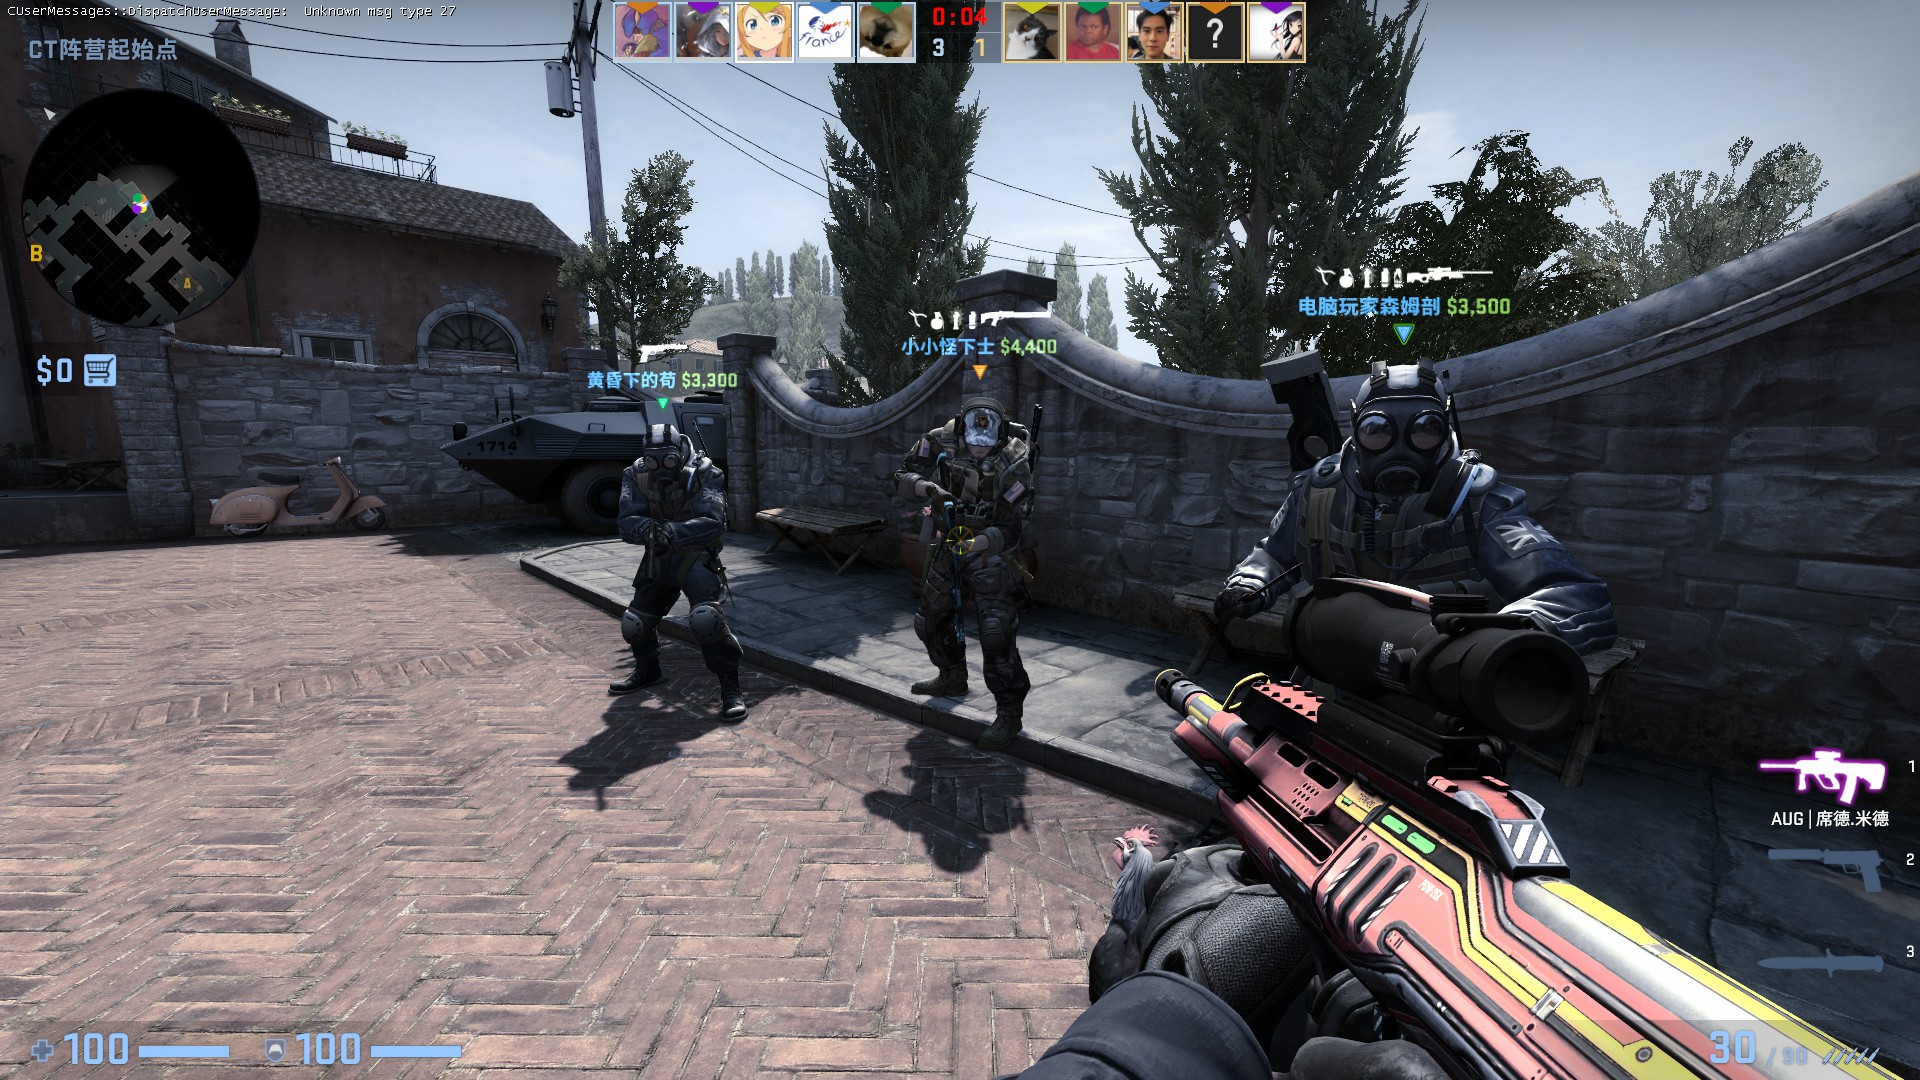 CUserMessages::DispatchUserMessage:  Unknown msg type 27
CT阵营起始点
0:04
3 1
france
?
B
A
$0
电脑玩家森姆剖 $3,500
小小怪下士 $4,400
黄昏下的苟 $3,300
1714
1
AUG | 席德.米德
2
3
100 100
30 / 90